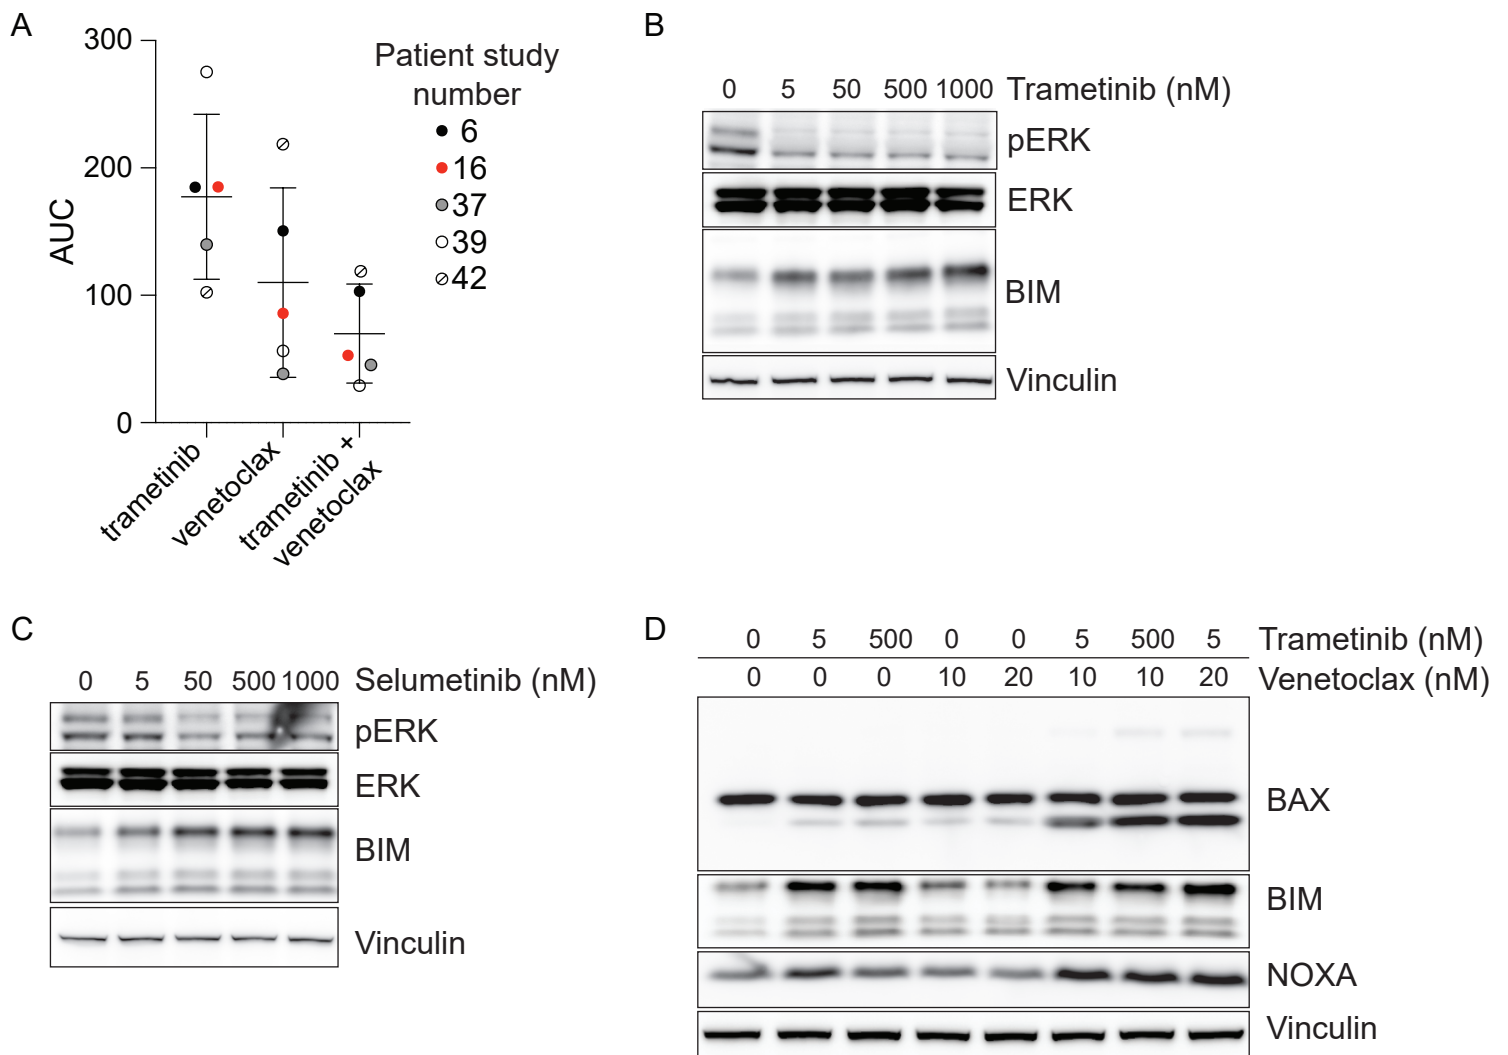 A
300
200
100
0
AUC
trametinib
venetoclax
trametinib +
venetoclax
Patient study
number
6
16
37
39
42
B
0 5 50 500 1000 Trametinib (nM)
pERK
ERK
BIM
Vinculin
C
0 5 50 500 1000 Selumetinib (nM)
pERK
ERK
BIM
Vinculin
D
0 5 500 0 0 5 500 5 Trametinib (nM)
0 0 0 10 20 10 10 20 Venetoclax (nM)
BAX
BIM
NOXA
Vinculin